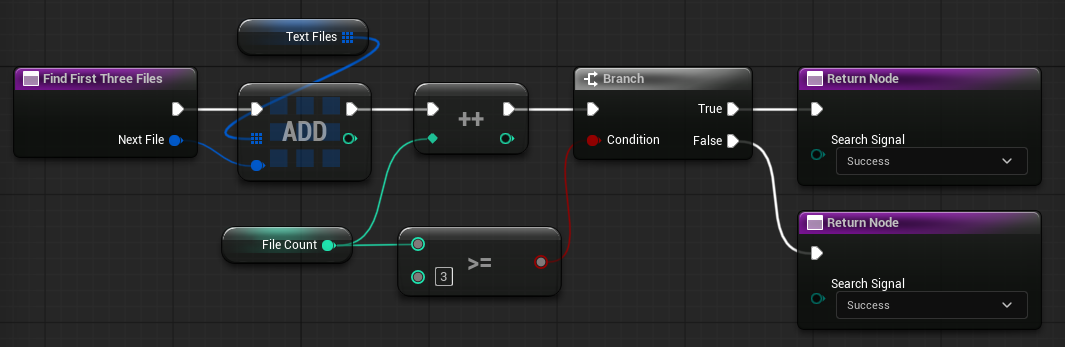 Text Files
Find First Three Files
Next File
ADD
++
Branch
True
Condition
False
Return Node
Search Signal
Success
File Count
3
>=
Return Node
Search Signal
Success